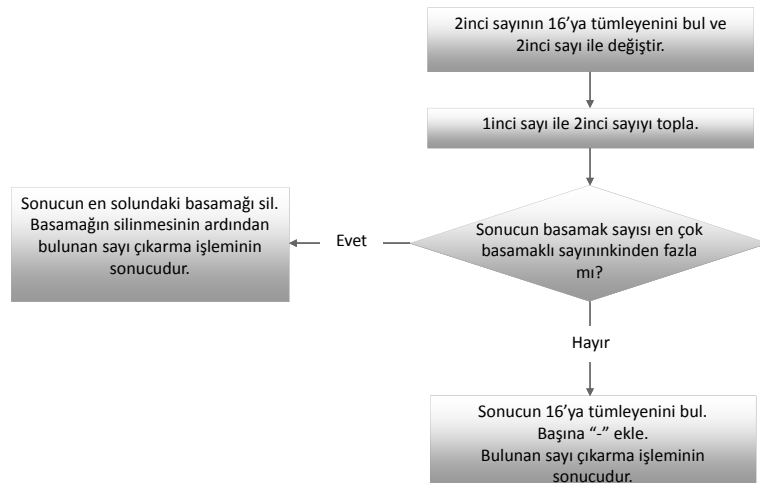 2inci sayının 16’ya tümleyenini bul ve
2inci sayı ile değiştir.
1inci sayı ile 2inci sayıyı topla.
Sonucun basamak sayısı en çok
basamaklı sayınınkinden fazla
mı?
Evet
Sonucun en solundaki basamağı sil.
Basamağın silinmesinin ardından
bulunan sayı çıkarma işleminin
sonucudur.
Hayır
Sonucun 16’ya tümleyenini bul.
Başına “-” ekle.
Bulunan sayı çıkarma işleminin
sonucudur.